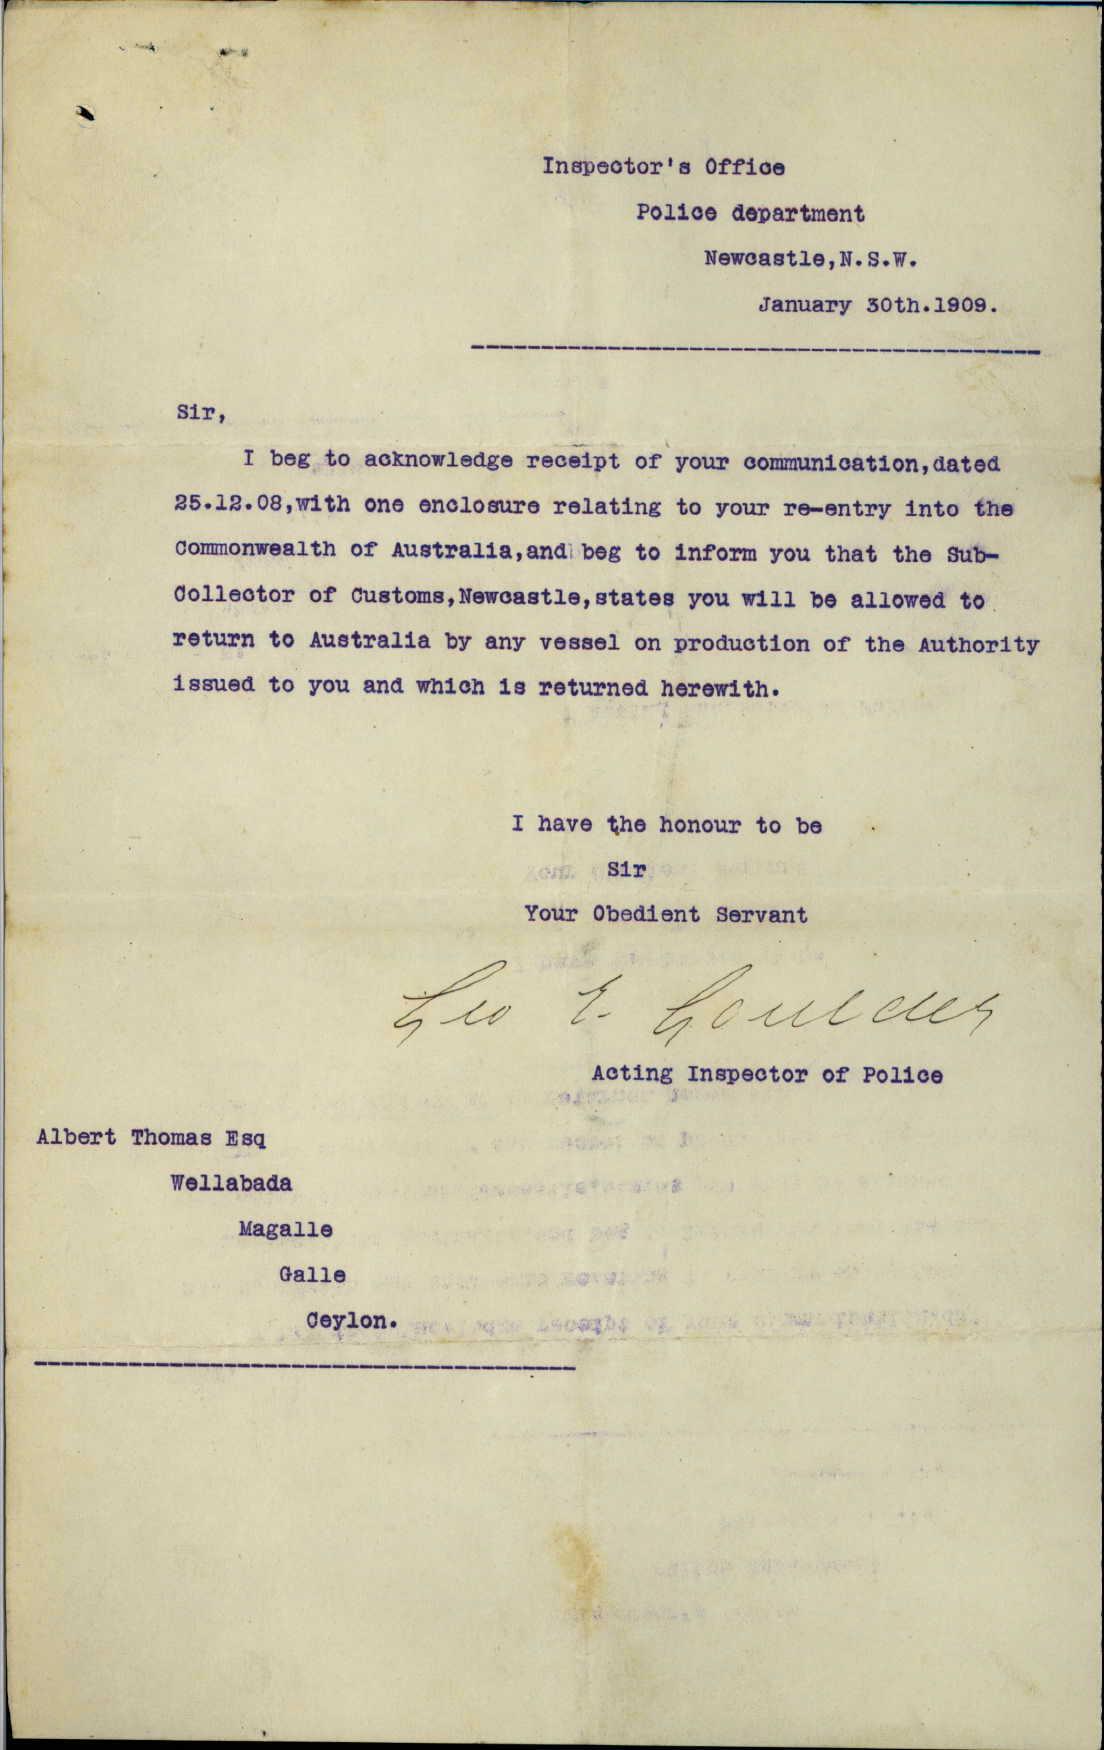 Inspector's Office
Police department
Newcastle,N.S.W.
January 30th.1909.
Sir,
I beg to acknowledge receipt of your communication,dated
25.12.08,with one enclosure relating to your re-entry into the
Commonwealth of Australia,and beg to inform you that the Sub-
Collector of Customs,Newcastle,states you will be allowed to
return to Australia by any vessel on production of the Authority
issued to you and which is returned herewith.
I have the honour to be
Sir
Your Obedient Servant
Geo E. Goulder
Acting Inspector of Police
Albert Thomas Esq
Wellabada
Magalle
Galle
Ceylon.